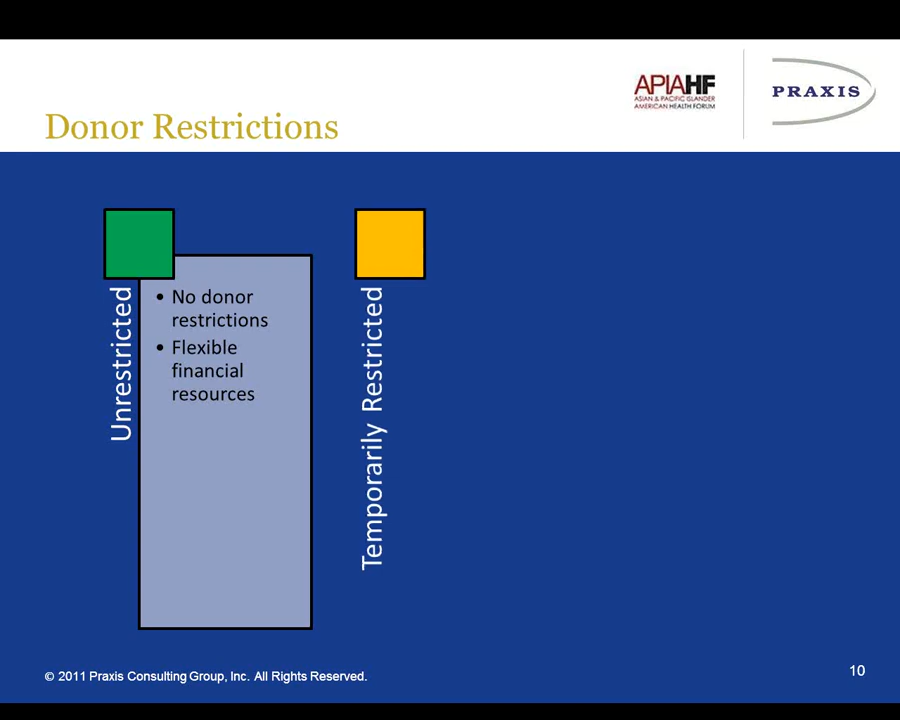 APIAHF
ASIAN & PACIFIC ISLANDER
AMERICAN HEALTH FORUM
PRAXIS
Donor Restrictions
Unrestricted
• No donor
restrictions
• Flexible
financial
resources
Temporarily Restricted
© 2011 Praxis Consulting Group, Inc. All Rights Reserved.
10